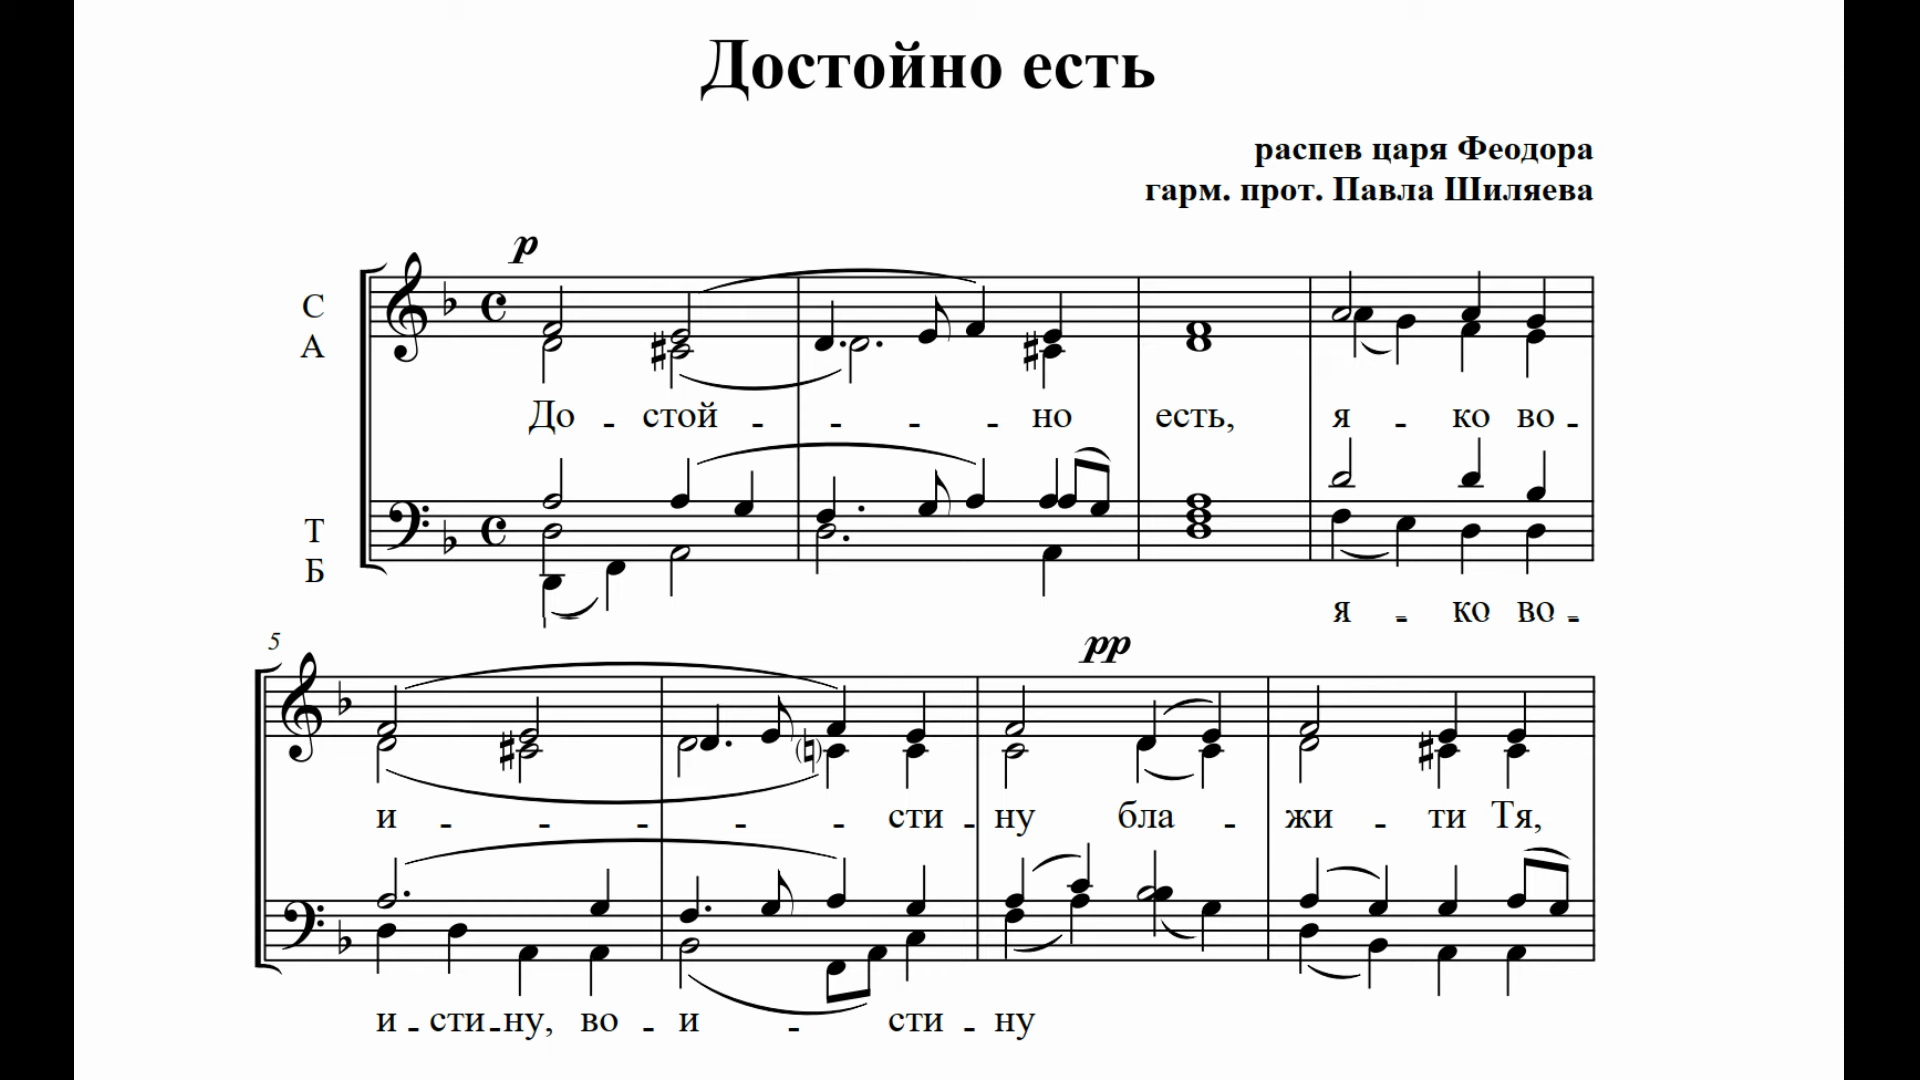 Достойно есть
распев царя Феодора
гарм. прот. Павла Шиляева
p
С
А
До - стой - - - - но есть, я - ко во -
Т
Б
я - ко во -
5
pp
и - - - - - сти - ну бла - жи - ти Тя,
и - сти - ну, во - и - сти - ну